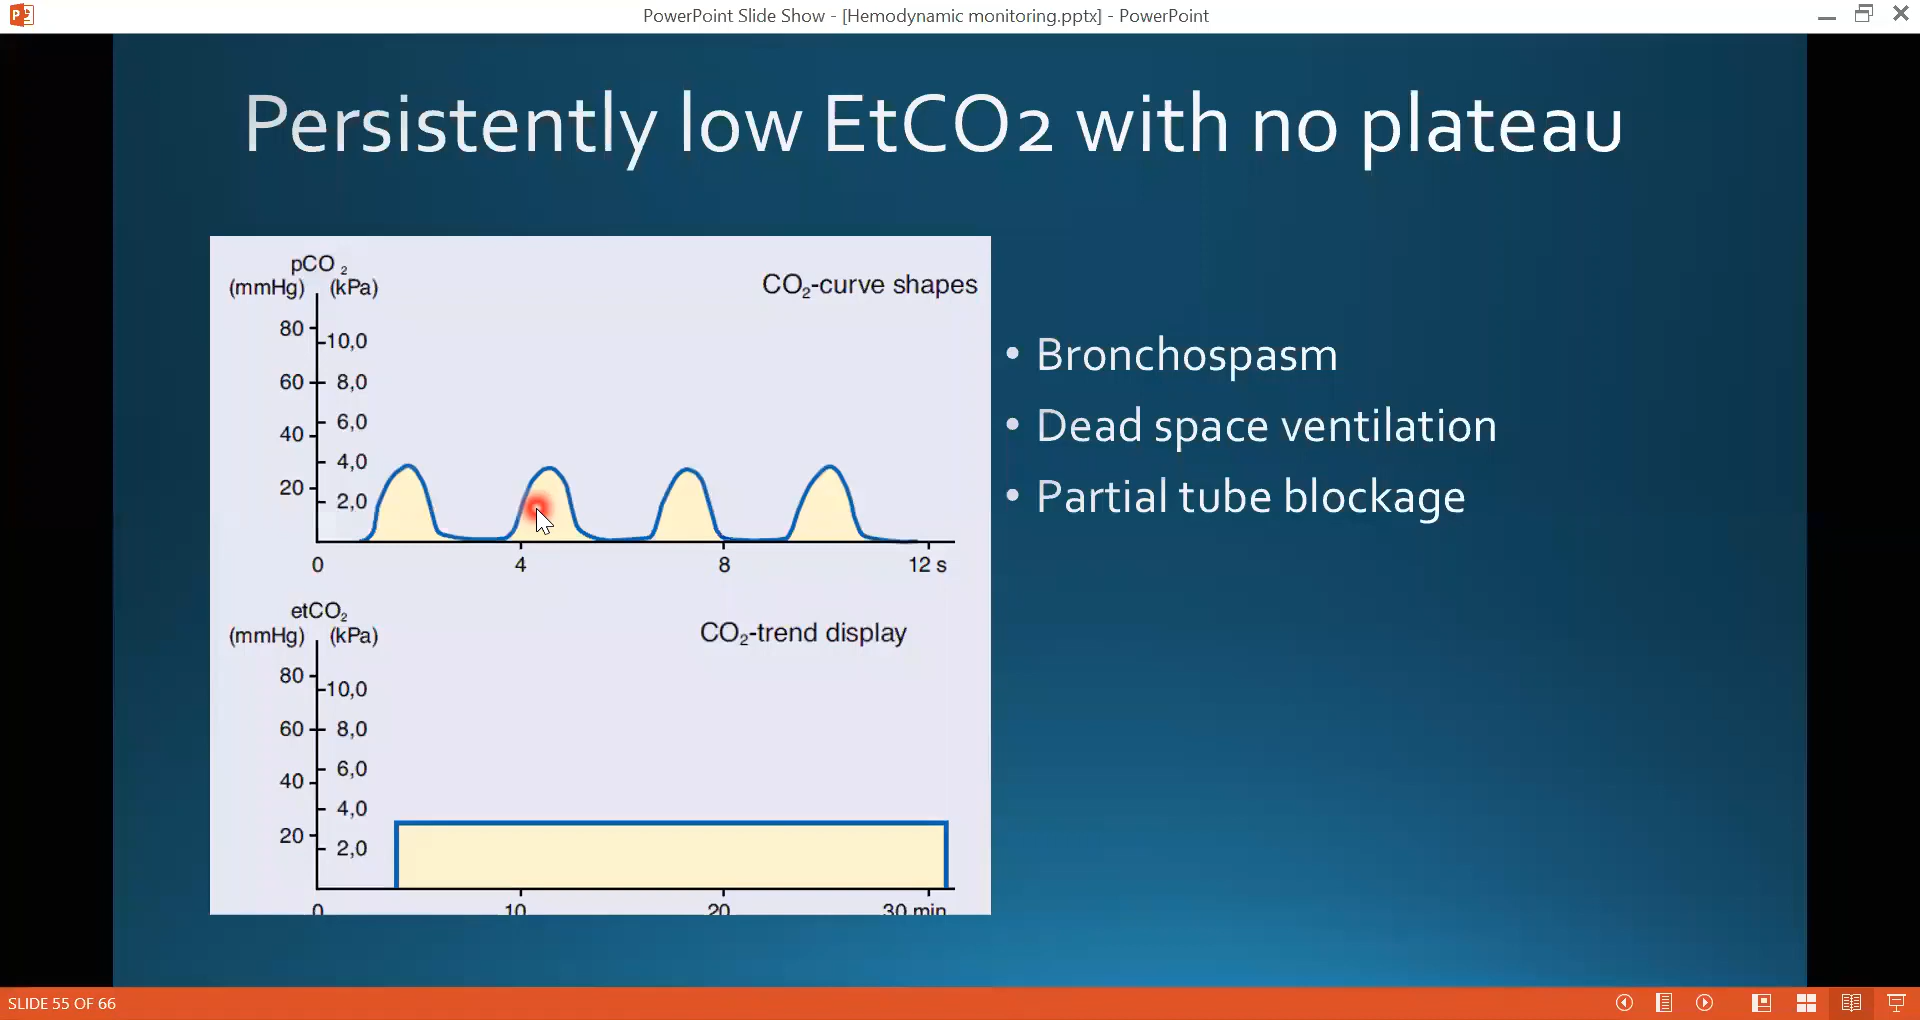 PowerPoint Slide Show - [Hemodynamic monitoring.pptx] - PowerPoint
Persistently low EtCO2 with no plateau
pCO₂
(mmHg) (kPa)
CO₂-curve shapes
80
10,0
60
8,0
6,0
40
4,0
20
2,0
0 4 8 12 s
etCO₂
(mmHg) (kPa)
CO₂-trend display
80
10,0
60
8,0
6,0
40
4,0
20
2,0
0 10 20 30 min
• Bronchospasm
• Dead space ventilation
• Partial tube blockage
SLIDE 55 OF 66